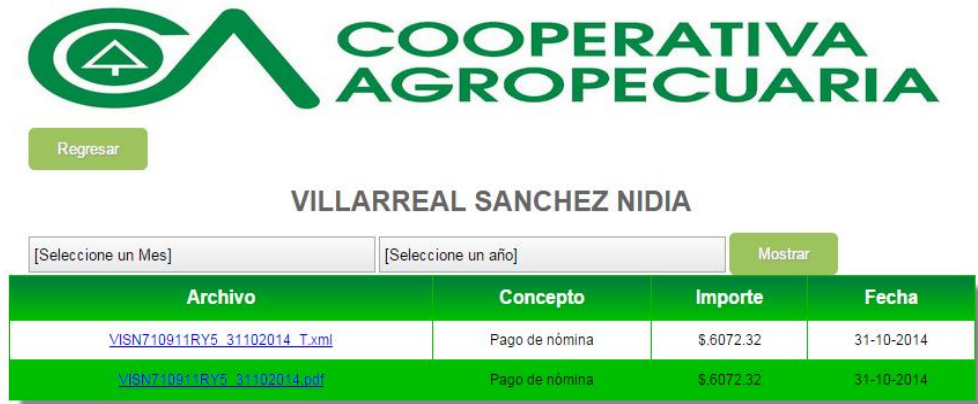 COOPERATIVA
AGROPECUARIA
Regresar
VILLARREAL SANCHEZ NIDIA
[Seleccione un Mes] [Seleccione un año] Mostrar
Archivo Concepto Importe Fecha
VISN710911RY5_31102014_T.xml Pago de nómina $.6072.32 31-10-2014
VISN710911RY5_31102014.pdf Pago de nómina $.6072.32 31-10-2014